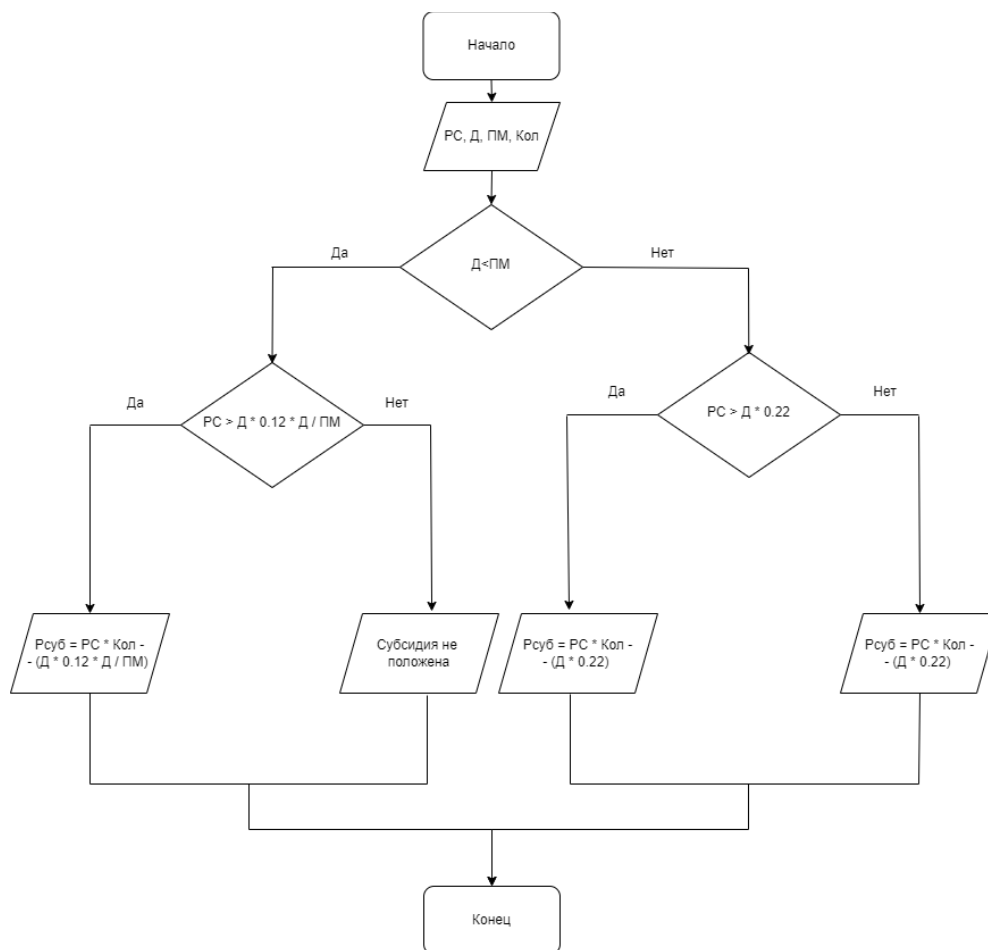 Начало
РС, Д, ПМ, Кол
Да
Д<ПМ
Нет
Да
РС > Д * 0.12 * Д / ПМ
Нет
Да
РС > Д * 0.22
Нет
Рсуб = РС * Кол -
- (Д * 0.12 * Д / ПМ)
Субсидия не
положена
Рсуб = РС * Кол -
- (Д * 0.22)
Рсуб = РС * Кол -
- (Д * 0.22)
Конец